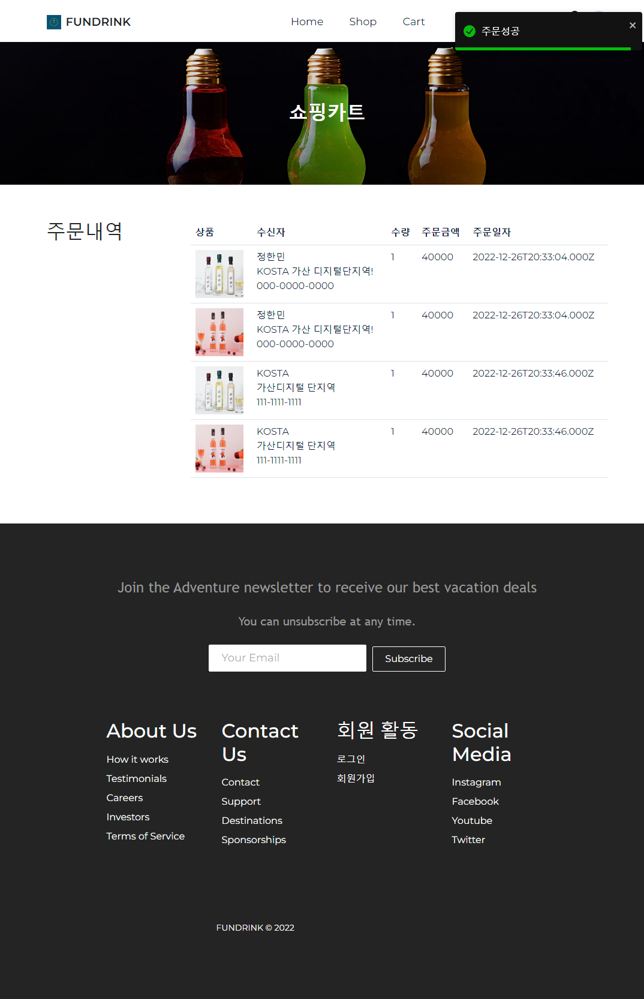 FUNDRINK
Home
Shop
Cart
주문성공
쇼핑카트
주문내역
상품 수신자 수량 주문금액 주문일자
정한민 1 40000 2022-12-26T20:33:04.000Z
KOSTA 가산 디지털단지역!
000-0000-0000
정한민 1 40000 2022-12-26T20:33:04.000Z
KOSTA 가산 디지털단지역!
000-0000-0000
KOSTA 1 40000 2022-12-26T20:33:46.000Z
가산디지털 단지역
111-1111-1111
KOSTA 1 40000 2022-12-26T20:33:46.000Z
가산디지털 단지역
111-1111-1111
Join the Adventure newsletter to receive our best vacation deals
You can unsubscribe at any time.
Your Email
Subscribe
About Us
How it works
Testimonials
Careers
Investors
Terms of Service
Contact
Us
Contact
Support
Destinations
Sponsorships
회원 활동
로그인
회원가입
Social
Media
Instagram
Facebook
Youtube
Twitter
FUNDRINK © 2022